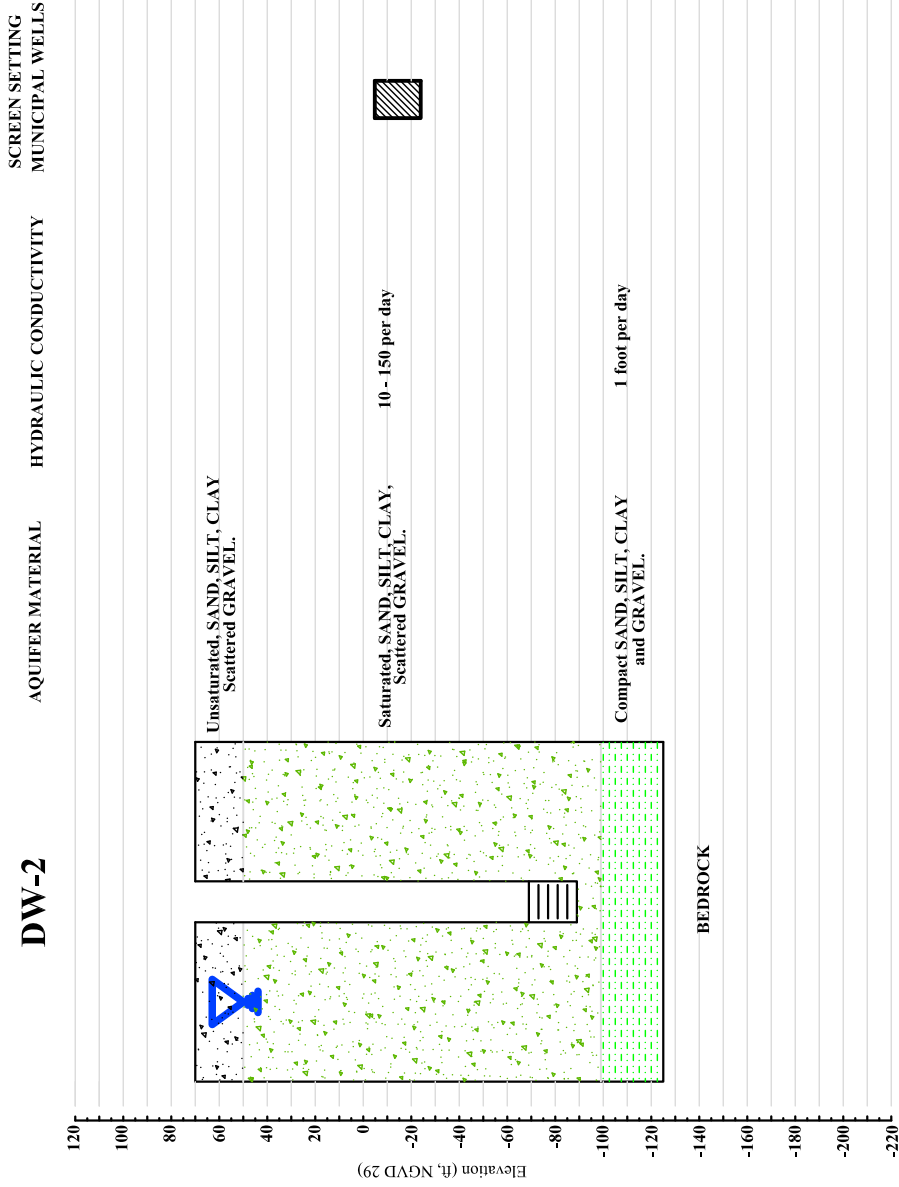 DW-2
AQUIFER MATERIAL
HYDRAULIC CONDUCTIVITY
SCREEN SETTING
MUNICIPAL WELLS
Elevation (ft, NGVD 29)
120
100
80
60
40
20
0
-20
-40
-60
-80
-100
-120
-140
-160
-180
-200
-220
Unsaturated, SAND, SILT, CLAY
Scattered GRAVEL.
Saturated, SAND, SILT, CLAY,
Scattered GRAVEL.
10 - 150 per day
Compact SAND, SILT, CLAY
and GRAVEL.
1 foot per day
BEDROCK